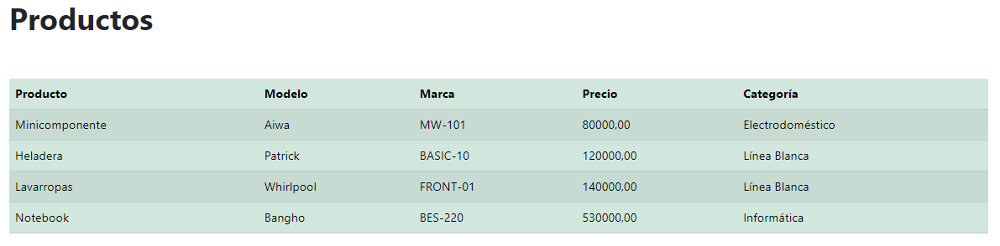 Productos
Producto Modelo Marca Precio Categoría
Minicomponente Aiwa MW-101 80000,00 Electrodoméstico
Heladera Patrick BASIC-10 120000,00 Línea Blanca
Lavarropas Whirlpool FRONT-01 140000,00 Línea Blanca
Notebook Bangho BES-220 530000,00 Informática